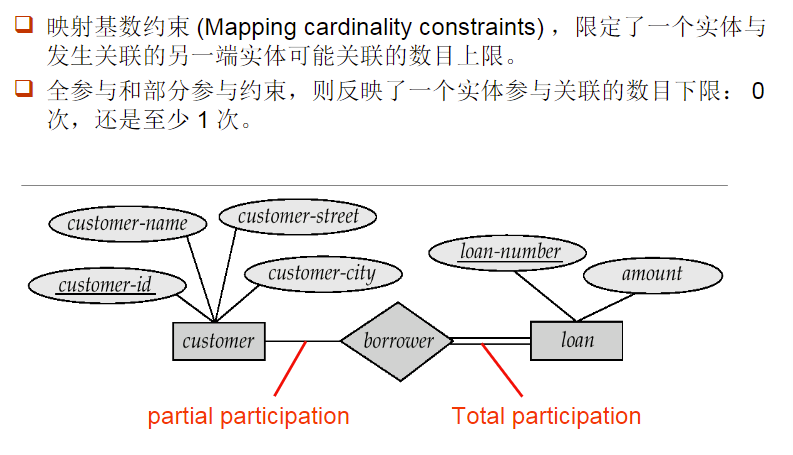 映射基数约束 (Mapping cardinality constraints) ，限定了一个实体与
发生关联的另一端实体可能关联的数目上限。
全参与和部分参与约束，则反映了一个实体参与关联的数目下限： 0
次，还是至少 1 次。
customer-name
customer-street
customer-id
customer-city
loan-number
amount
customer
borrower
loan
partial participation
Total participation